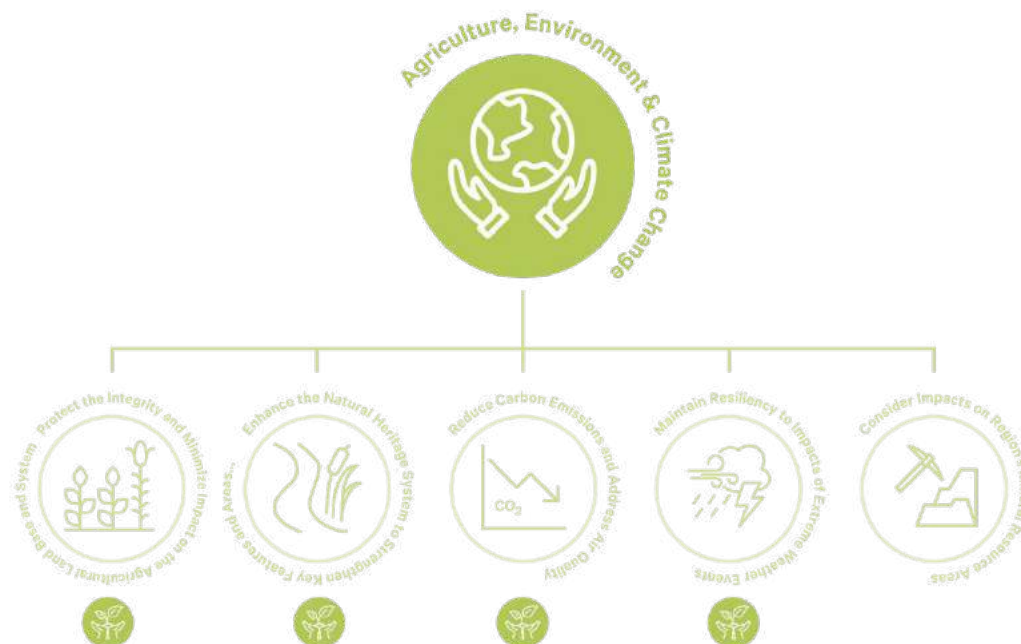 Agriculture, Environment & Climate Change
Protect the Integrity and Minimize Impact on the Agricultural Land Base and System
Enhance the Natural Heritage System to Strengthen Key Features and Areas...
Reduce Carbon Emissions and Address Air Quality
CO₂
Maintain Resiliency to Impacts of Extreme Weather Events.
Consider Impacts on Resource Areas